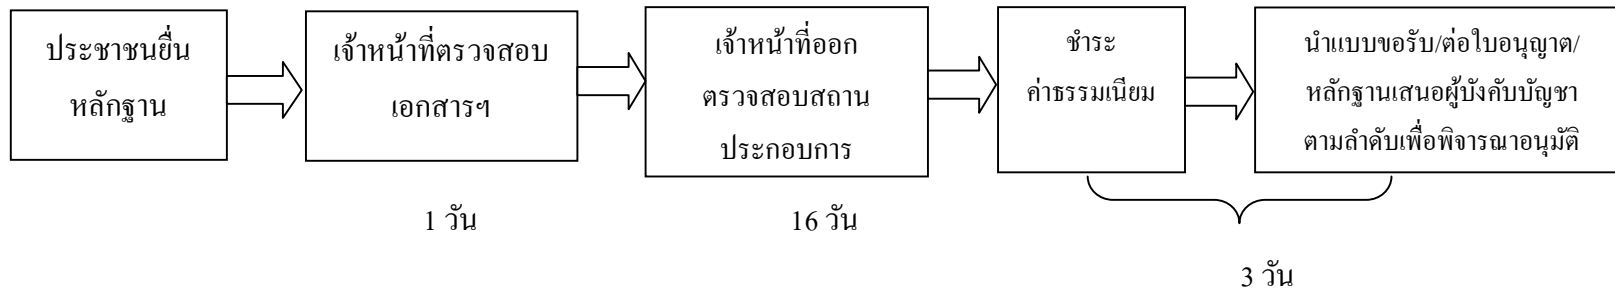 ประชาชนยื่น
หลักฐาน
เจ้าหน้าที่ตรวจสอบ
เอกสารฯ
เจ้าหน้าที่ออก
ตรวจสอบสถาน
ประกอบการ
ชำระ
ค่าธรรมเนียม
นำแบบขอรับ/ต่อใบอนุญาต/
หลักฐานเสนอผู้บังคับบัญชา
ตามลำดับเพื่อพิจารณาอนุมัติ
1 วัน
16 วัน
3 วัน